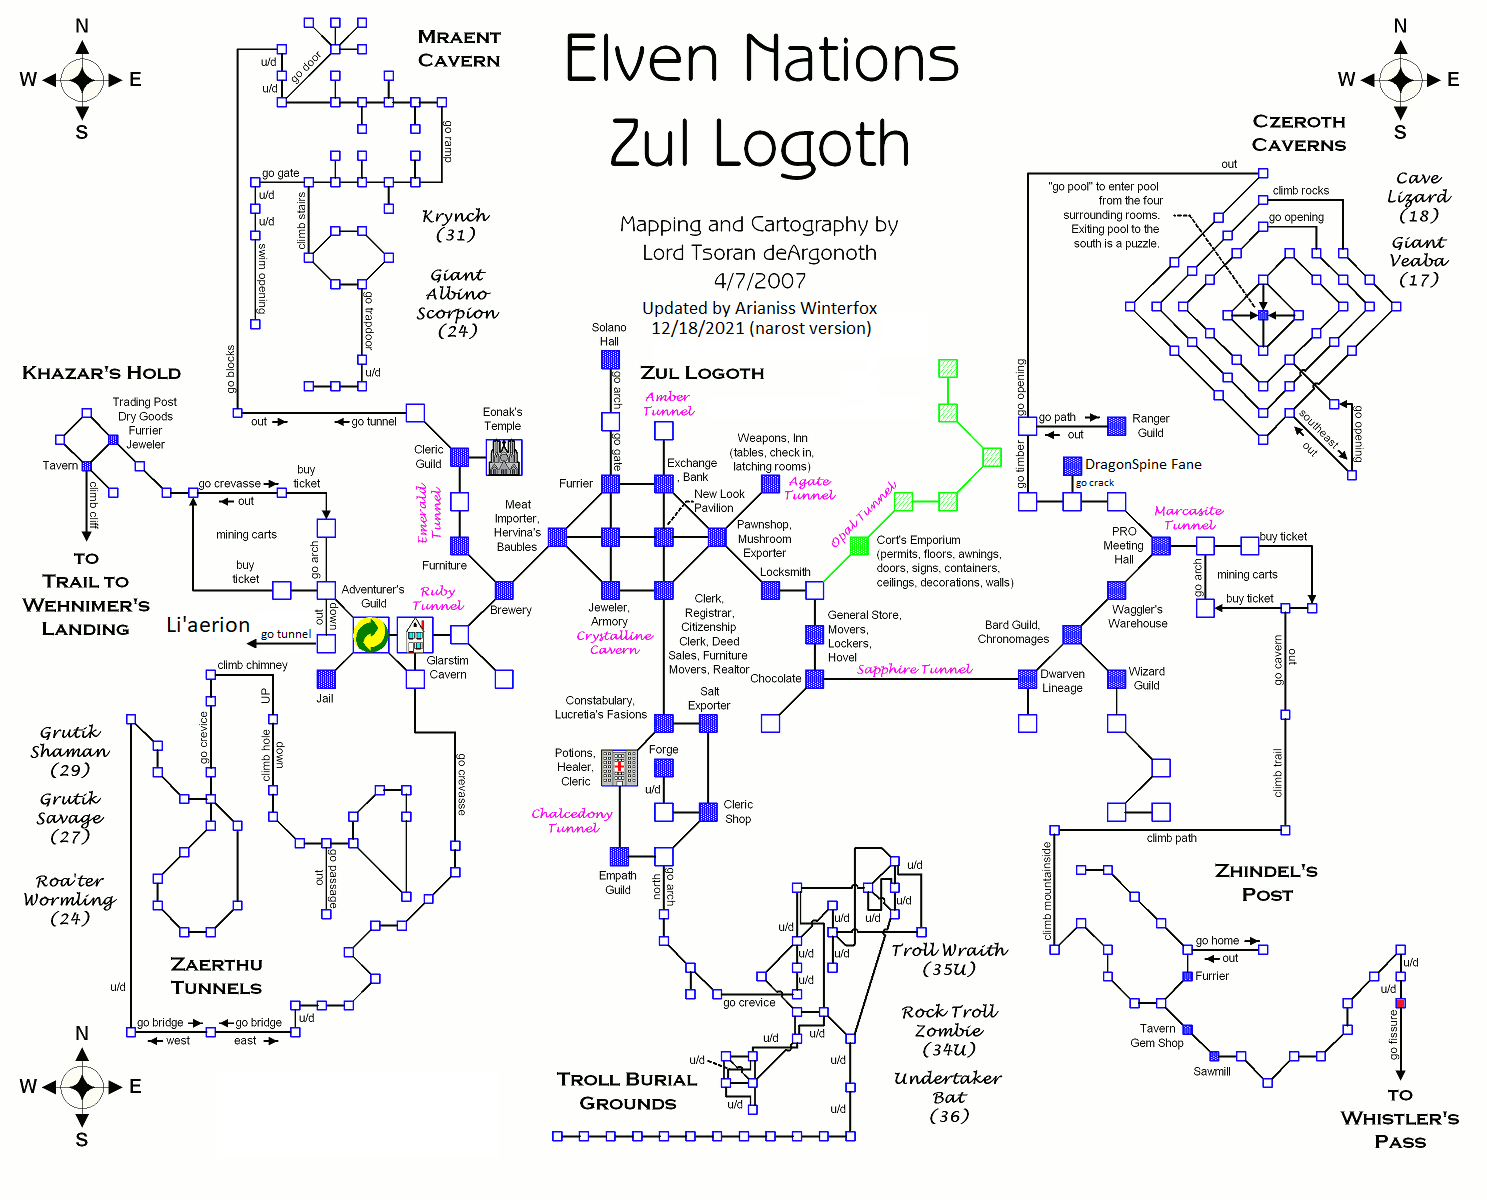 N
W
E
S
MRAENT
CAVERN
u/d
u/d
go door
go ramp
go gate
u/d
u/d
climb stairs
swim opening
go trapdoor
u/d
go blocks
Krynch
(31)
Giant
Albino
Scorpion
(24)
Elven Nations
Zul Logoth
Mapping and Cartography by
Lord Tsoran deArgonoth
4/7/2007
Updated by Arianiss Winterfox
12/18/2021 (narost version)
N
W
E
S
CZEROTH
CAVERNS
out
"go pool" to enter pool
from the four
surrounding rooms.
Exiting pool to the
south is a puzzle.
climb rocks
go opening
Cave
Lizard
(18)
Giant
Veaba
(17)
southeast
out
go opening
go opening
go path
out
Ranger
Guild
go timber
DragonSpine Fane
go crack
KHAZAR'S HOLD
Trading Post
Dry Goods
Furrier
Jeweler
Tavern
climb cliff
TO
TRAIL TO
WEHNIMER'S
LANDING
go crevasse
out
buy
ticket
mining carts
buy
ticket
go arch
out
down
out
go tunnel
Cleric
Guild
Eonak's
Temple
Emerald
Tunnel
Furniture
Meat
Importer,
Hervina's
Baubles
Brewery
Adventurer's
Guild
Ruby
Tunnel
Li'aerion
go tunnel
Jail
Glarstim
Cavern
Solano
Hall
go arch
go gate
ZUL LOGOTH
Amber
Tunnel
Exchange
, Bank
Furrier
New Look
Pavilion
Weapons, Inn
(tables, check in,
latching rooms)
Agate
Tunnel
Pawnshop,
Mushroom
Exporter
Locksmith
Jeweler,
Armory
Crystalline
Cavern
Clerk,
Registrar,
Citizenship
Clerk, Deed
Sales, Furniture
Movers, Realtor
Opal Tunnel
Cort's Emporium
(permits, floors, awnings,
doors, signs, containers,
ceilings, decorations, walls)
General Store,
Movers,
Lockers,
Hovel
Chocolate
Sapphire Tunnel
Marcasite
Tunnel
PRO
Meeting
Hall
buy ticket
go arch
mining carts
buy ticket
Waggler's
Warehouse
Bard Guild,
Chronomages
Dwarven
Lineage
Wizard
Guild
go cavern
out
climb trail
climb path
climb mountainside
Constabulary,
Lucretia's Fasions
Salt
Exporter
Potions,
Healer,
Cleric
Forge
u/d
Cleric
Shop
Chalcedony
Tunnel
Empath
Guild
north
go arch
climb chimney
UP
go crevice
climb hole
down
Grutik
Shaman
(29)
Grutik
Savage
(27)
Roa'ter
Wormling
(24)
out
go passage
go crevasse
ZAERTHU
TUNNELS
u/d
go bridge
go bridge
west
east
u/d
N
W
E
S
go crevice
u/d
u/d
u/d
u/d
u/d
u/d
u/d
u/d
u/d
u/d
u/d
u/d
u/d
u/d
TROLL BURIAL
GROUNDS
Troll Wraith
(35U)
Rock Troll
Zombie
(34U)
Undertaker
Bat
(36)
ZHINDEL'S
POST
go home
out
Furrier
Tavern
Gem Shop
Sawmill
u/d
u/d
go fissure
TO
WHISTLER'S
PASS